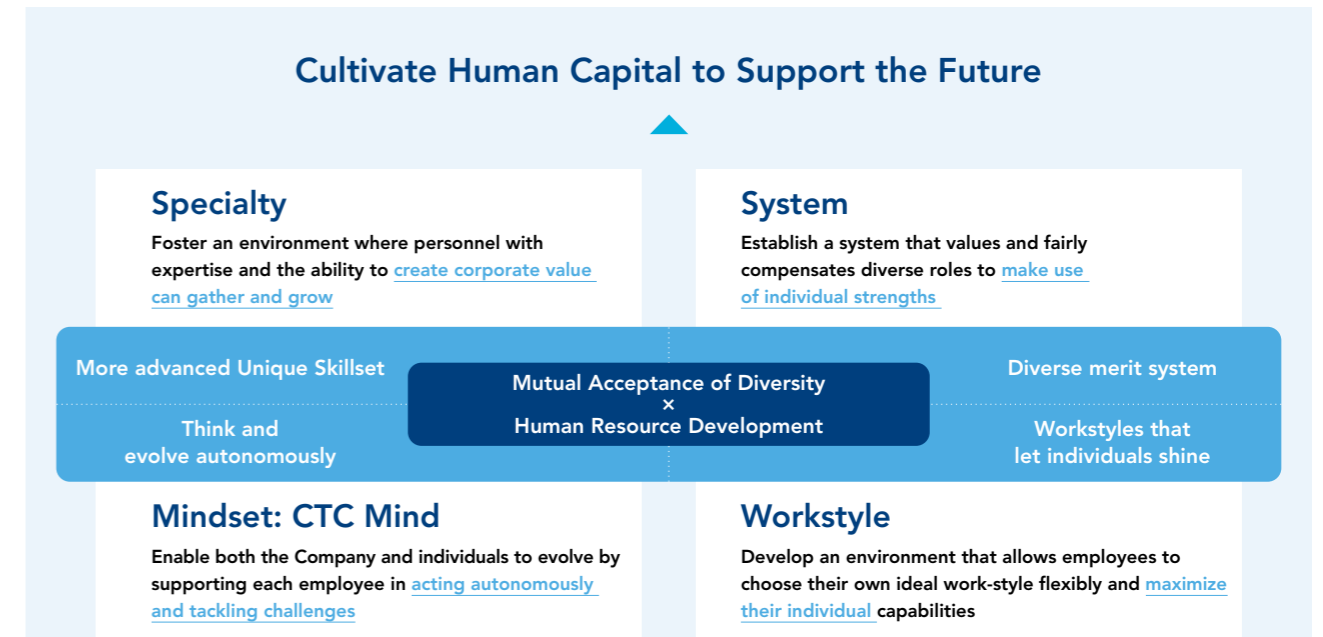 Cultivate Human Capital to Support the Future
Specialty
Foster an environment where personnel with
expertise and the ability to create corporate value
can gather and grow
System
Establish a system that values and fairly
compensates diverse roles to make use
of individual strengths
More advanced Unique Skillset
Think and
evolve autonomously
Mutual Acceptance of Diversity
×
Human Resource Development
Diverse merit system
Workstyles that
let individuals shine
Mindset: CTC Mind
Enable both the Company and individuals to evolve by
supporting each employee in acting autonomously
and tackling challenges
Workstyle
Develop an environment that allows employees to
choose their own ideal work-style flexibly and maximize
their individual capabilities